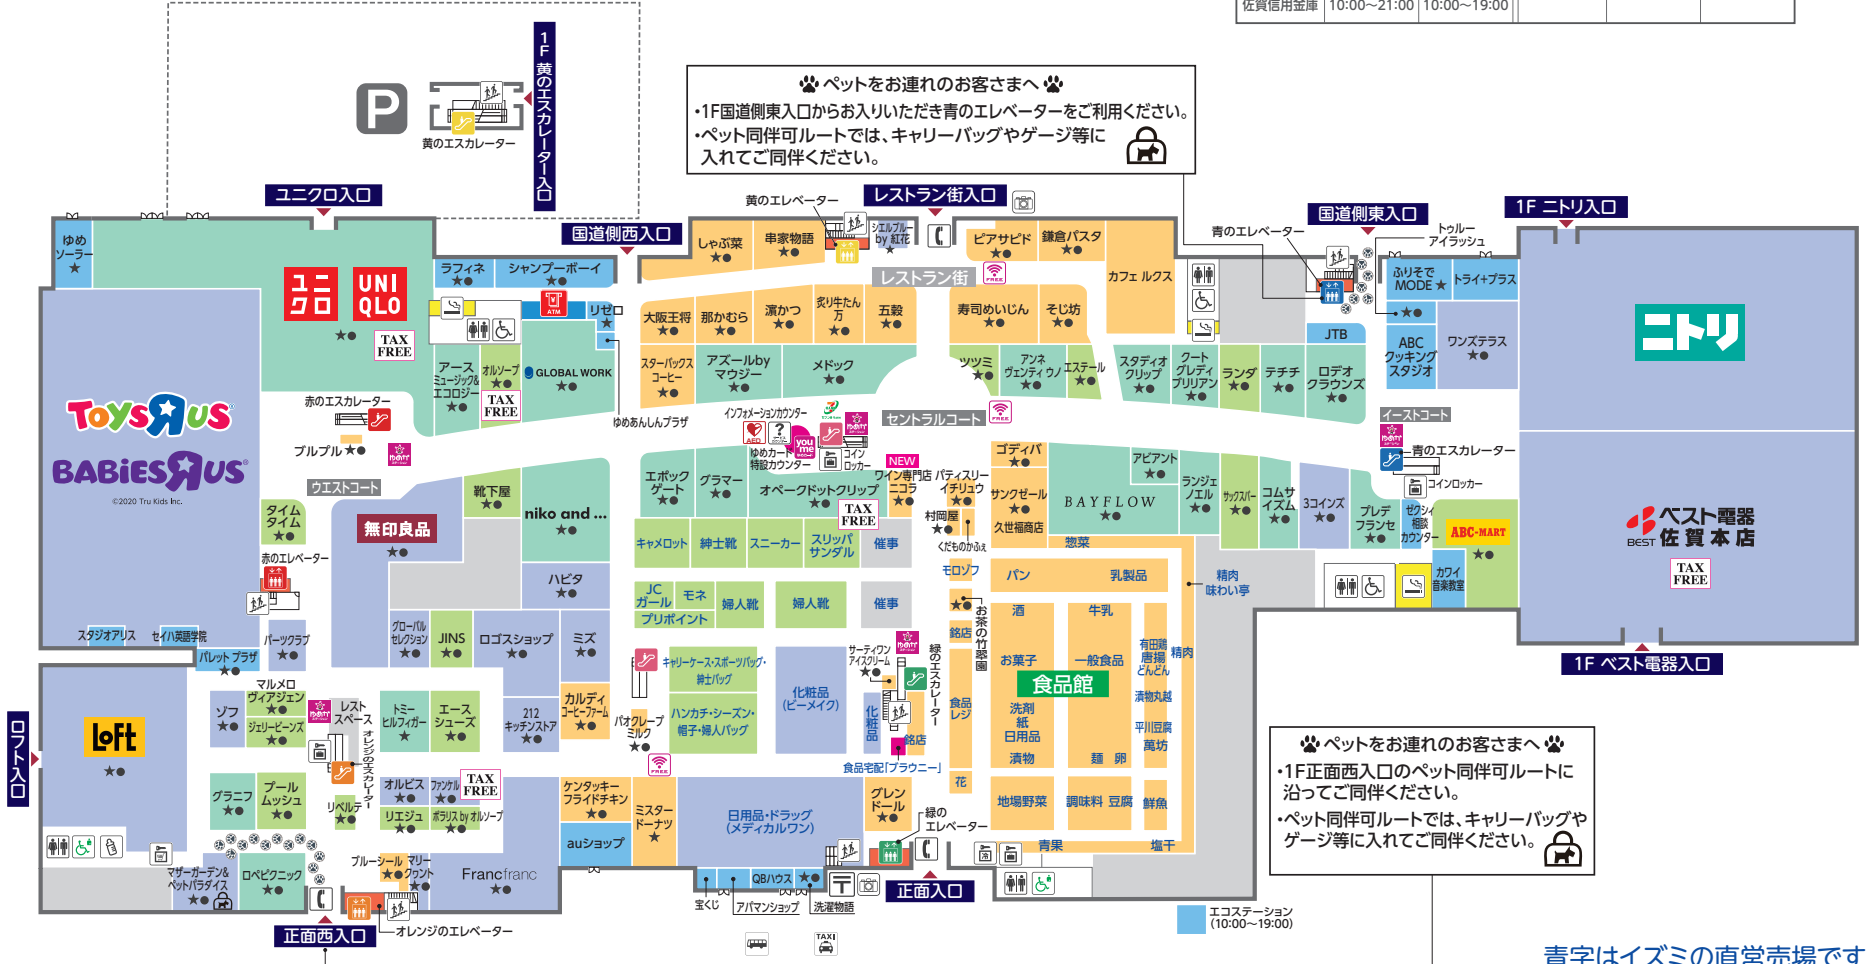 佐賀信用金庫 10:00～21:00 10:00～19:00
1F 黄のエスカレーター入口
P
黄のエスカレーター
ペットをお連れのお客さまへ
・1F国道側東入口からお入りいただき青のエレベーターをご利用ください。
・ペット同伴可ルートでは、キャリーバッグやゲージ等に
入れてご同伴ください。
ユニクロ入口
国道側西入口
黄のエレベーター
レストラン街入口
国道側東入口
1F ニトリ入口
青のエレベーター
トゥルー
アイラッシュ
ゆめ
ソーラー
★
ユニクロ
UNI
QLO
★●
TAX
FREE
ラフィネ
★●
シャンプーボーイ
★●
ATM
リゼロ
★
しゃぶ菜
★●
串家物語
★●
シエルブルー
by 紅花
★
ピアサピド
★●
鎌倉パスタ
★●
レストラン街
FREE
カフェ ルクス
大阪王将
★●
那かむら
★●
濵かつ
★●
炙り牛たん
万
★●
五穀
★●
寿司めいじん
★●
そじ坊
★●
ふりそで
MODE ★
トライ+プラス
★●
JTB
ABC
クッキング
スタジオ
ワンズテラス
★●
ニトリ
アース
ミュージック&
エコロジー
★●
オルソープ
★●
TAX
FREE
GLOBAL WORK
★●
スターバックス
コーヒー
★●
アズールby
マウジー
★●
メドック
★●
ツツミ
★●
アンネ
ヴェンティ ウノ
★●
エステール
★●
スタディオ
クリップ
★●
クート
グレディ
ブリリアン
★●
ランダ
★●
テチチ
★●
ロデオ
クラウンズ
★●
ゆめあんしんプラザ
赤のエスカレーター
プルプル★●
TOYSRUS
BABIESRUS
©2020 Tru Kids Inc.
インフォメーションカウンター
AED
you me
ゆめカード
特設カウンター
コイン
ロッカー
セントラルコート
FREE
イーストコート
青のエスカレーター
コインロッカー
ウエストコート
タイム
タイム
★●
無印良品
★●
靴下屋
★●
niko and ...
★●
エポック
ゲート
★●
グラマー
★●
オペークドットクリップ
★●
TAX
FREE
NEW
ワイン専門店
ニコラ
★●
パティスリー
イチリュウ
★●
村岡屋
★●
くだものかふぇ
ゴディバ
★●
サンクゼール
★●
久世福商店
アビアント
★●
BAYFLOW
★●
ランジェ
ノエル
★●
サックスバー
★●
コムサ
イズム
★●
3コインズ
★●
プレデ
フランセ
★●
ゼクシィ
相談
カウンター
ABC-MART
★●
カワイ
音楽教室
BEST
ベスト電器
佐賀本店
TAX
FREE
1F ベスト電器入口
赤のエレベーター
キャメロット
紳士靴
スニーカー
スリッパ
サンダル
催事
ハビタ
★●
JC
ガール
モネ
プリポイント
婦人靴
婦人靴
催事
モロゾフ
★●
お茶の竹翠園
銘店
惣菜
パン
乳製品
精肉
味わい亭
酒
牛乳
お菓子
一般食品
有田鶏
唐揚
どんどん
精肉
食品館
漬物丸越
洗剤
紙
日用品
平川豆腐
萬坊
漬物
麺 卵
食品
レジ
花
地場野菜
調味料 豆腐
鮮魚
青果
塩干
スタジオアリス
セイハ英語学院
パレット プラザ
★●
パーツクラブ
★●
グローバル
セレクション
★●
JINS
★●
ロゴスショップ
★●
ミズ
★●
キャリーケース・スポーツバッグ・
紳士バッグ
ハンカチ・シーズン・
帽子・婦人バッグ
化粧品
(ビーメイク)
サーティワン
アイスクリーム
★●
緑のエスカレーター
化粧品
銘店
食品宅配「ブラウニー」
ロフト入口
LoFt
★●
マルメロ
ヴィアジェン
★●
ゾフ
★●
ジェリービーンズ
★●
レスト
スペース
オレンジのエスカレーター
トミー
ヒルフィガー
★
エース
シューズ
★●
212
キッチンストア
★●
カルディ
コーヒーファーム
★●
パオクレープ
ミルク
★●
FREE
グラニフ
★●
プール
ムッシュ
★●
リベルテ
★●
オルビス
★●
ファンケル
★●
TAX
FREE
リエジュ
★●
ポラリス by オルソープ
★●
ケンタッキー
フライドチキン
★●
auショップ
ミスター
ドーナツ
★
日用品・ドラッグ
(メディカルワン)
グレン
ドール
★●
緑の
エレベーター
マザーガーデン&
ペットパラダイス
★●
ロペピクニック
★●
ブルーシール
★●
マリー
クヮント
★●
Francfranc
★●
宝くじ
アパマンショップ
QBハウス
★●
洗濯物語
正面入口
正面西入口
オレンジのエレベーター
TAXI
ペットをお連れのお客さまへ
・1F正面西入口のペット同伴可ルートに
沿ってご同伴ください。
・ペット同伴可ルートでは、キャリーバッグや
ゲージ等に入れてご同伴ください。
エコステーション
(10:00～19:00)
青字はイズミの直営売場です